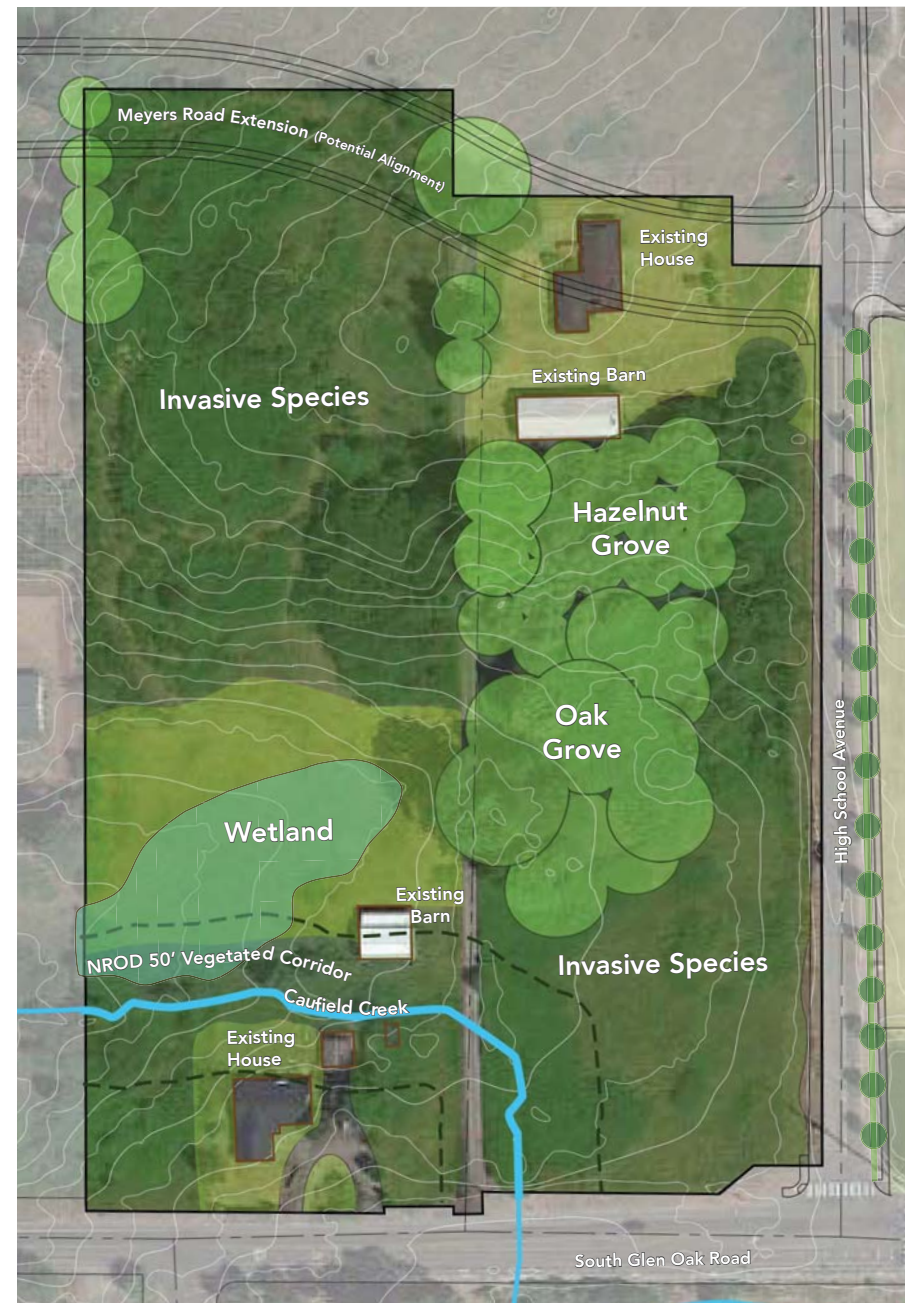 Meyers Road Extension (Potential Alignment)
Existing
House
Existing Barn
Invasive Species
Hazelnut
Grove
Oak
Grove
High School Avenue
Wetland
Existing
Barn
NROD 50' Vegetated Corridor
Invasive Species
Caufield Creek
Existing
House
South Glen Oak Road